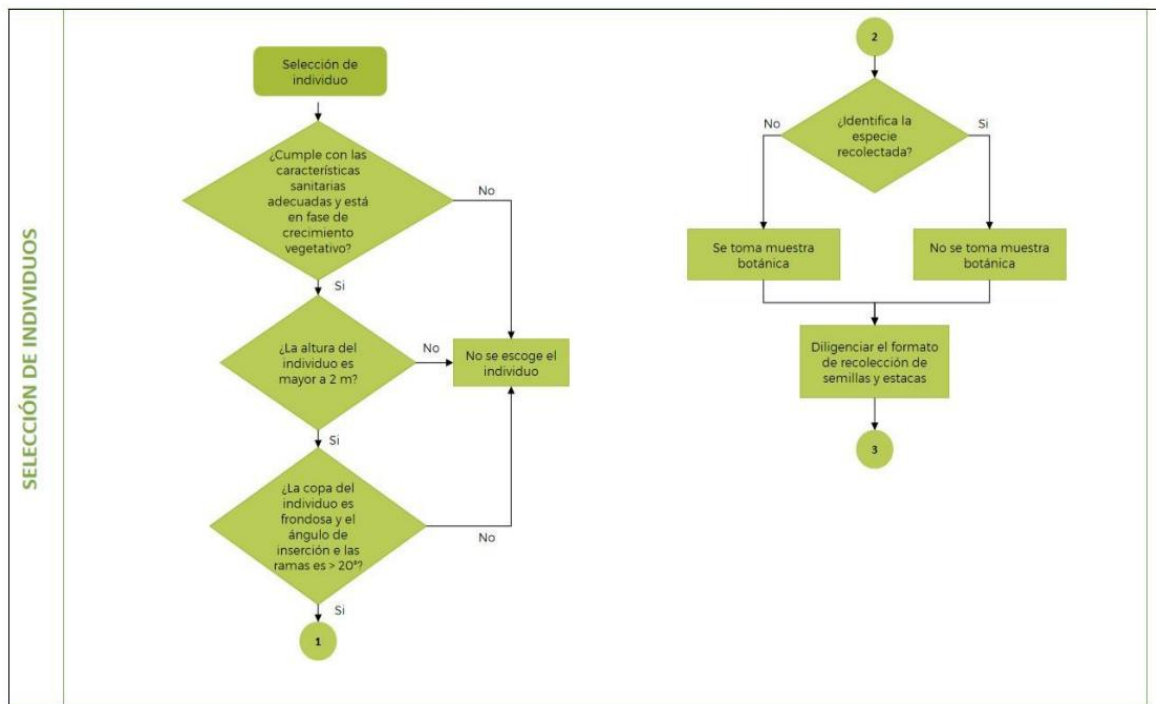 SELECCIÓN DE INDIVIDUOS
Selección de
individuo
¿Cumple con las
características
sanitarias
adecuadas y está
en fase de
crecimiento
vegetativo?
No
Si
¿La altura del
individuo es
mayor a 2 m?
No
No se escoge el
individuo
Si
¿La copa del
individuo es
frondosa y el
ángulo de
inserción e las
ramas es > 20°?
No
Si
1
2
¿Identifica la
especie
recolectada?
No
Si
Se toma muestra
botánica
No se toma muestra
botánica
Diligenciar el formato
de recolección de
semillas y estacas
3